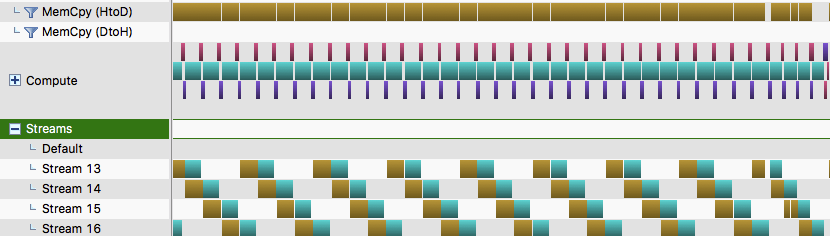 MemCpy (HtoD)
MemCpy (DtoH)
Compute
Streams
Default
Stream 13
Stream 14
Stream 15
Stream 16